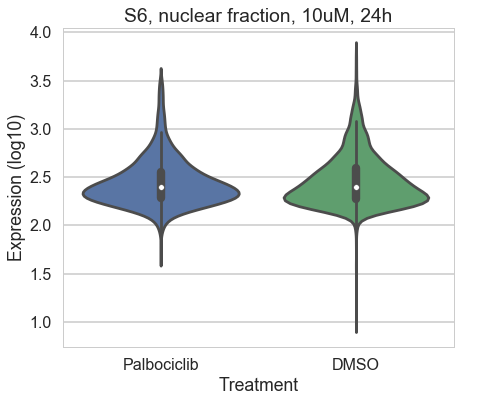 S6, nuclear fraction, 10uM, 24h
4.0
3.5
3.0
2.5
2.0
1.5
1.0
Expression (log10)
Palbociclib DMSO
Treatment